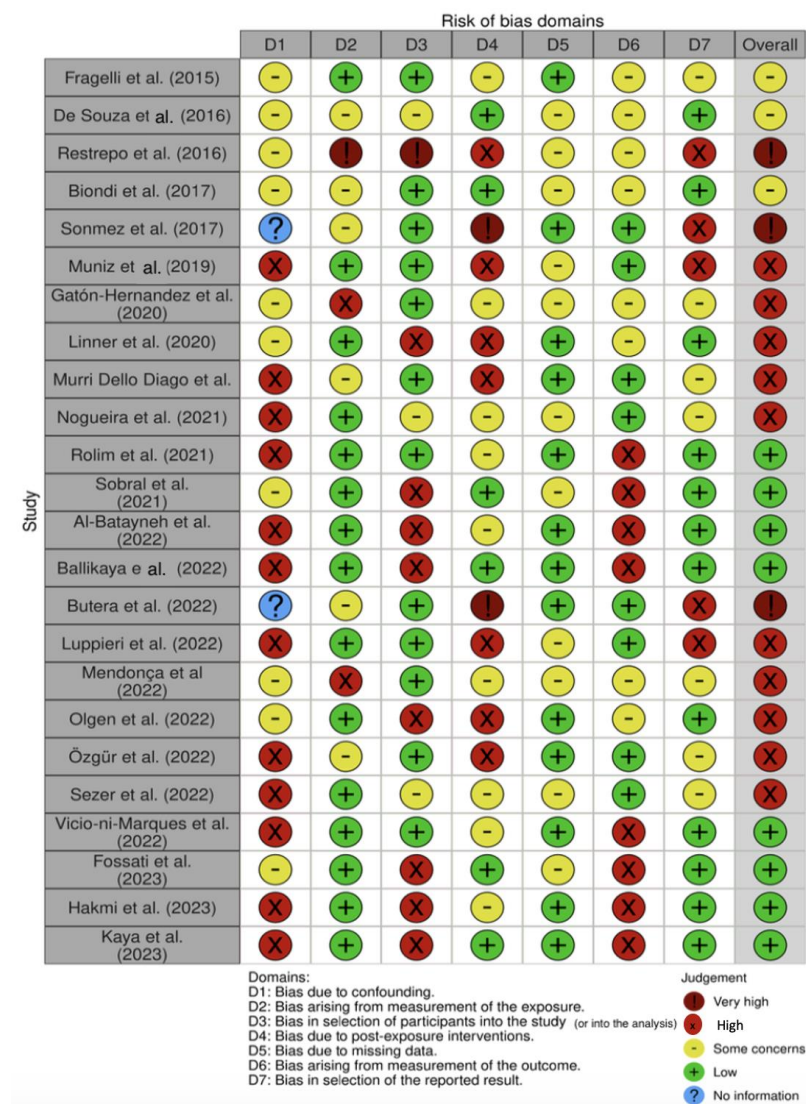 Risk of bias domains
D1 D2 D3 D4 D5 D6 D7 Overall
Study
Fragelli et al. (2015) - + + - + - - -
De Souza et al. (2016) - - - + - - + -
Restrepo et al. (2016) - ! ! X - - X !
Biondi et al. (2017) - - + + - - + -
Sonmez et al. (2017) ? - + ! + + X !
Muniz et al. (2019) X + + X - + X X
Gatón-Hernandez et al.
(2020) - X + - - - - X
Linner et al. (2020) - + X X + - + X
Murri Dello Diago et al. X - + X + + - X
Nogueira et al. (2021) X + - - - + - X
Rolim et al. (2021) X + + - + X + +
Sobral et al.
(2021) - + X + - X + +
Al-Batayneh et al.
(2022) X + X - + X + +
Ballikaya e al. (2022) X + X + + X + +
Butera et al. (2022) ? - + ! + + X !
Luppieri et al. (2022) X + + X - + X X
Mendonça et al
(2022) - X + - - - - X
Olgen et al. (2022) - + X X + - + X
Özgür et al. (2022) X - + X + + - X
Sezer et al. (2022) X + - - - + - X
Vicio-ni-Marques et al.
(2022) X + + - + X + +
Fossati et al.
(2023) - + X + - X + +
Hakmi et al. (2023) X + X - + X + +
Kaya et al.
(2023) X + X + + X + +
Domains:
D1: Bias due to confounding.
D2: Bias arising from measurement of the exposure.
D3: Bias in selection of participants into the study (or into the analysis)
D4: Bias due to post-exposure interventions.
D5: Bias due to missing data.
D6: Bias arising from measurement of the outcome.
D7: Bias in selection of the reported result.
Judgement
! Very high
x High
- Some concerns
+ Low
? No information